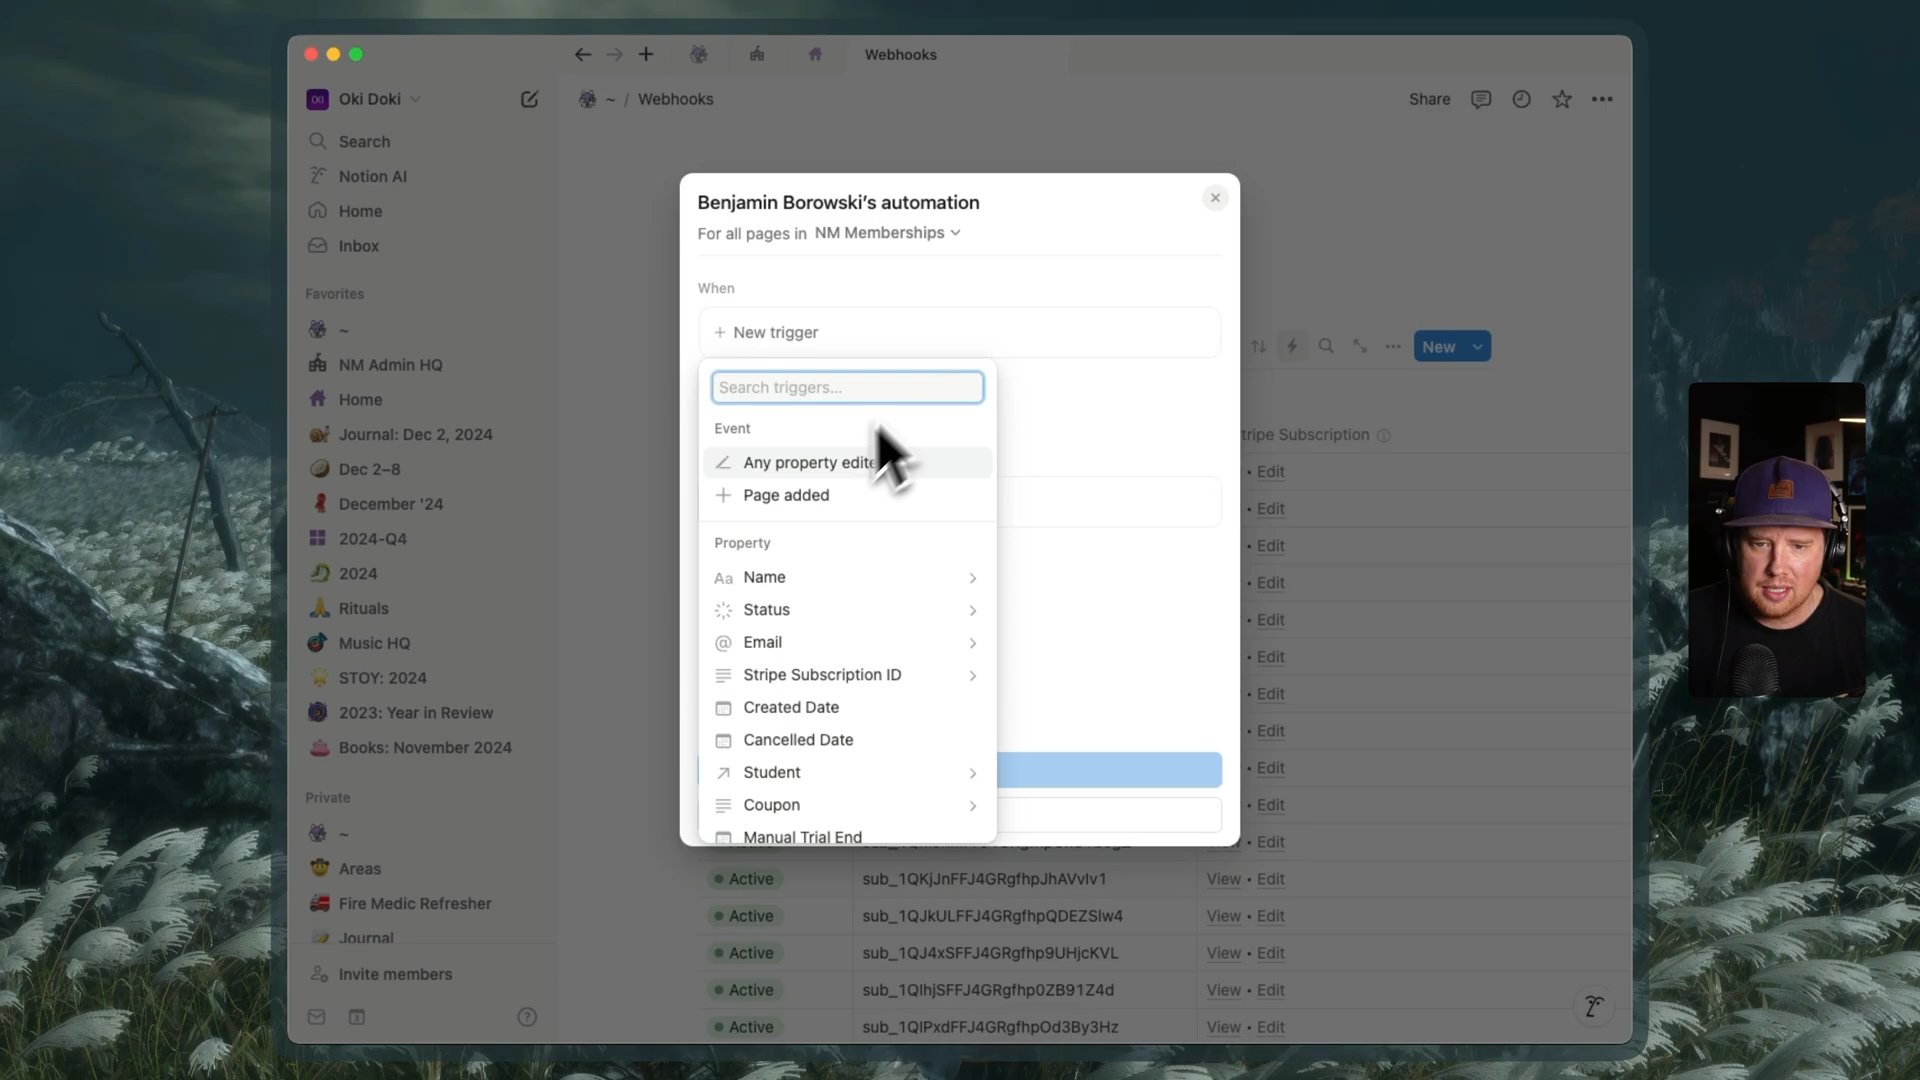 Webhooks
OKI Oki Doki
~ / Webhooks
Share
Search
Notion AI
Home
Inbox
Favorites
~
NM Admin HQ
Home
Journal: Dec 2, 2024
Dec 2–8
December '24
2024-Q4
2024
Rituals
Music HQ
STOY: 2024
2023: Year in Review
Books: November 2024
Private
~
Areas
Fire Medic Refresher
Journal
Invite members
Benjamin Borowski's automation
For all pages in NM Memberships
When
+ New trigger
Search triggers...
Event
Any property edite
Page added
Property
Aa Name
Status
@ Email
Stripe Subscription ID
Created Date
Cancelled Date
Student
Coupon
Manual Trial End
New
tripe Subscription
• Edit
• Edit
• Edit
• Edit
• Edit
• Edit
• Edit
• Edit
• Edit
• Edit
• Edit
Active sub_1QKjJnFFJ4GRgfhpJhAVvIv1 View • Edit
Active sub_1QJkULFFJ4GRgfhpQDEZSlw4 View • Edit
Active sub_1QJ4xSFFJ4GRgfhp9UHjcKVL View • Edit
Active sub_1QIhjSFFJ4GRgfhp0ZB91Z4d View • Edit
Active sub_1QIPxdFFJ4GRgfhpOd3By3Hz View • Edit